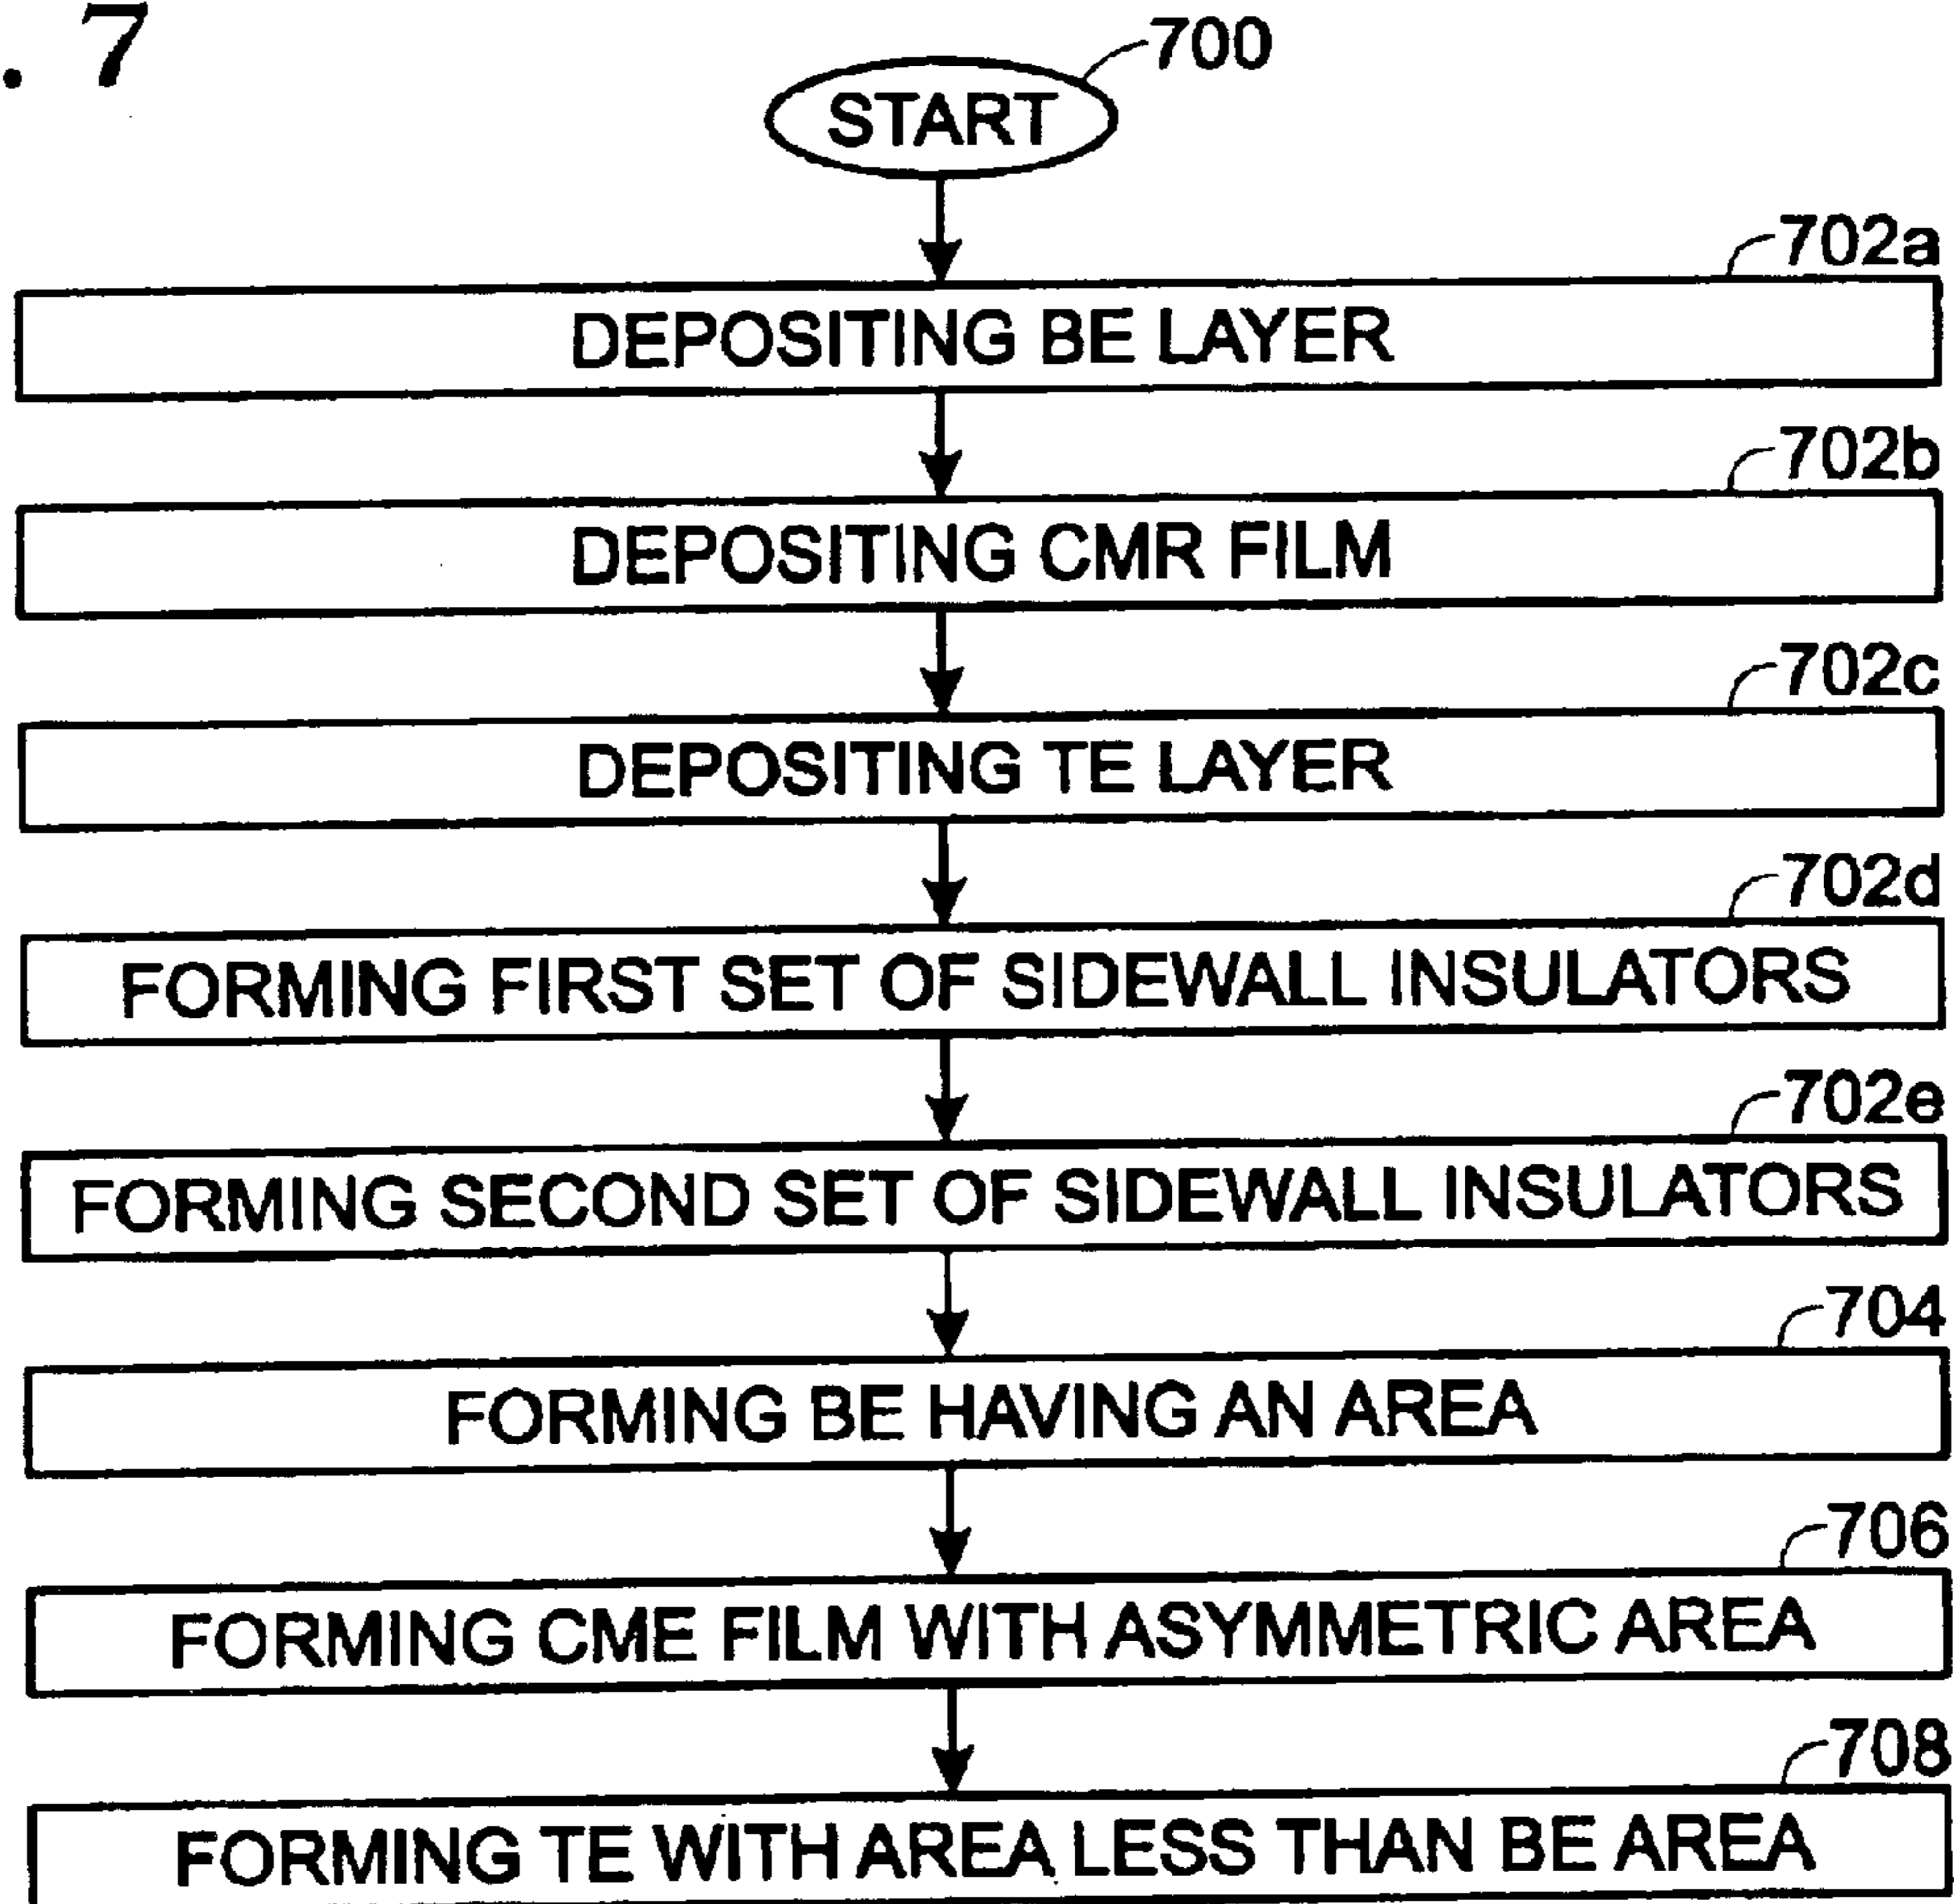 . 7
700
START
702a
DEPOSITING BE LAYER
702b
DEPOSITING CMR FILM
702c
DEPOSITING TE LAYER
702d
FORMING FIRST SET OF SIDEWALL INSULATORS
702e
FORMING SECOND SET OF SIDEWALL INSULATORS
704
FORMING BE HAVING AN AREA
706
FORMING CME FILM WITH ASYMMETRIC AREA
708
FORMING TE WITH AREA LESS THAN BE AREA